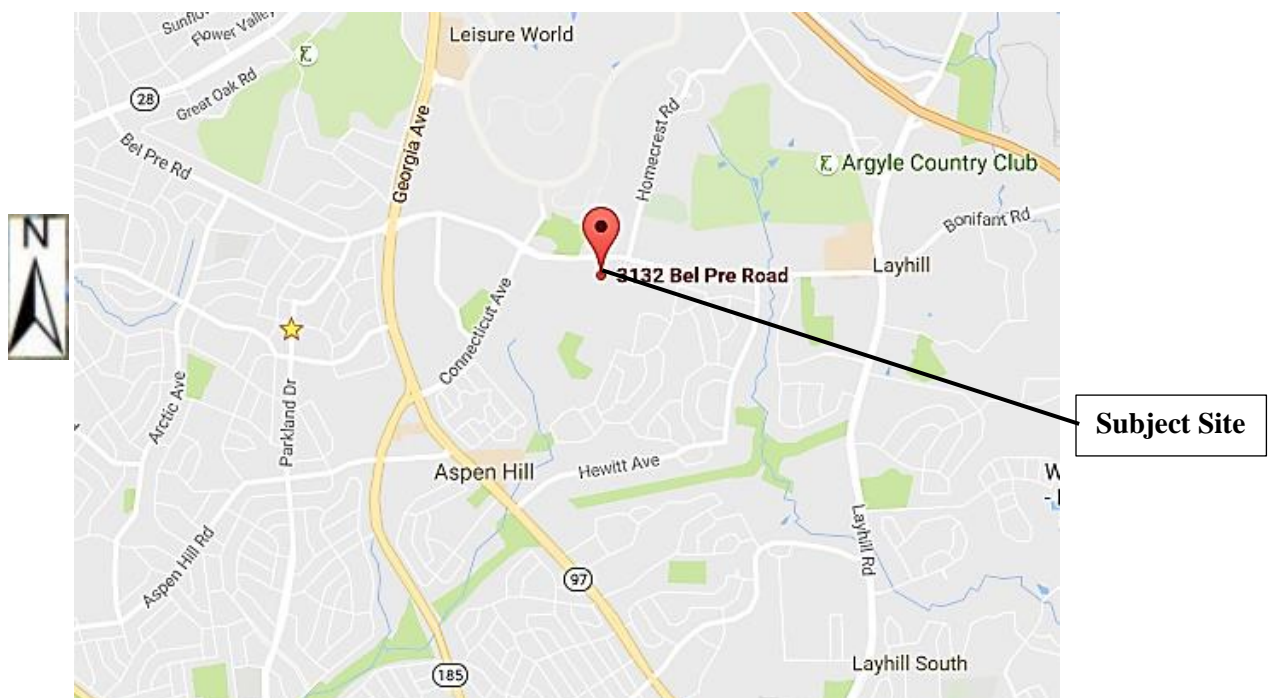 Sunflow
Flower Valley
Leisure World
28
Great Oak Rd
Bel Pre Rd
Georgia Ave
Homecrest Rd
Argyle Country Club
Bonifant Rd
N
3132 Bel Pre Road
Layhill
Connecticut Ave
Arctic Ave
Parkland Dr
Subject Site
Aspen Hill
Hewitt Ave
W
Layhill Rd
Aspen Hill Rd
97
185
Layhill South